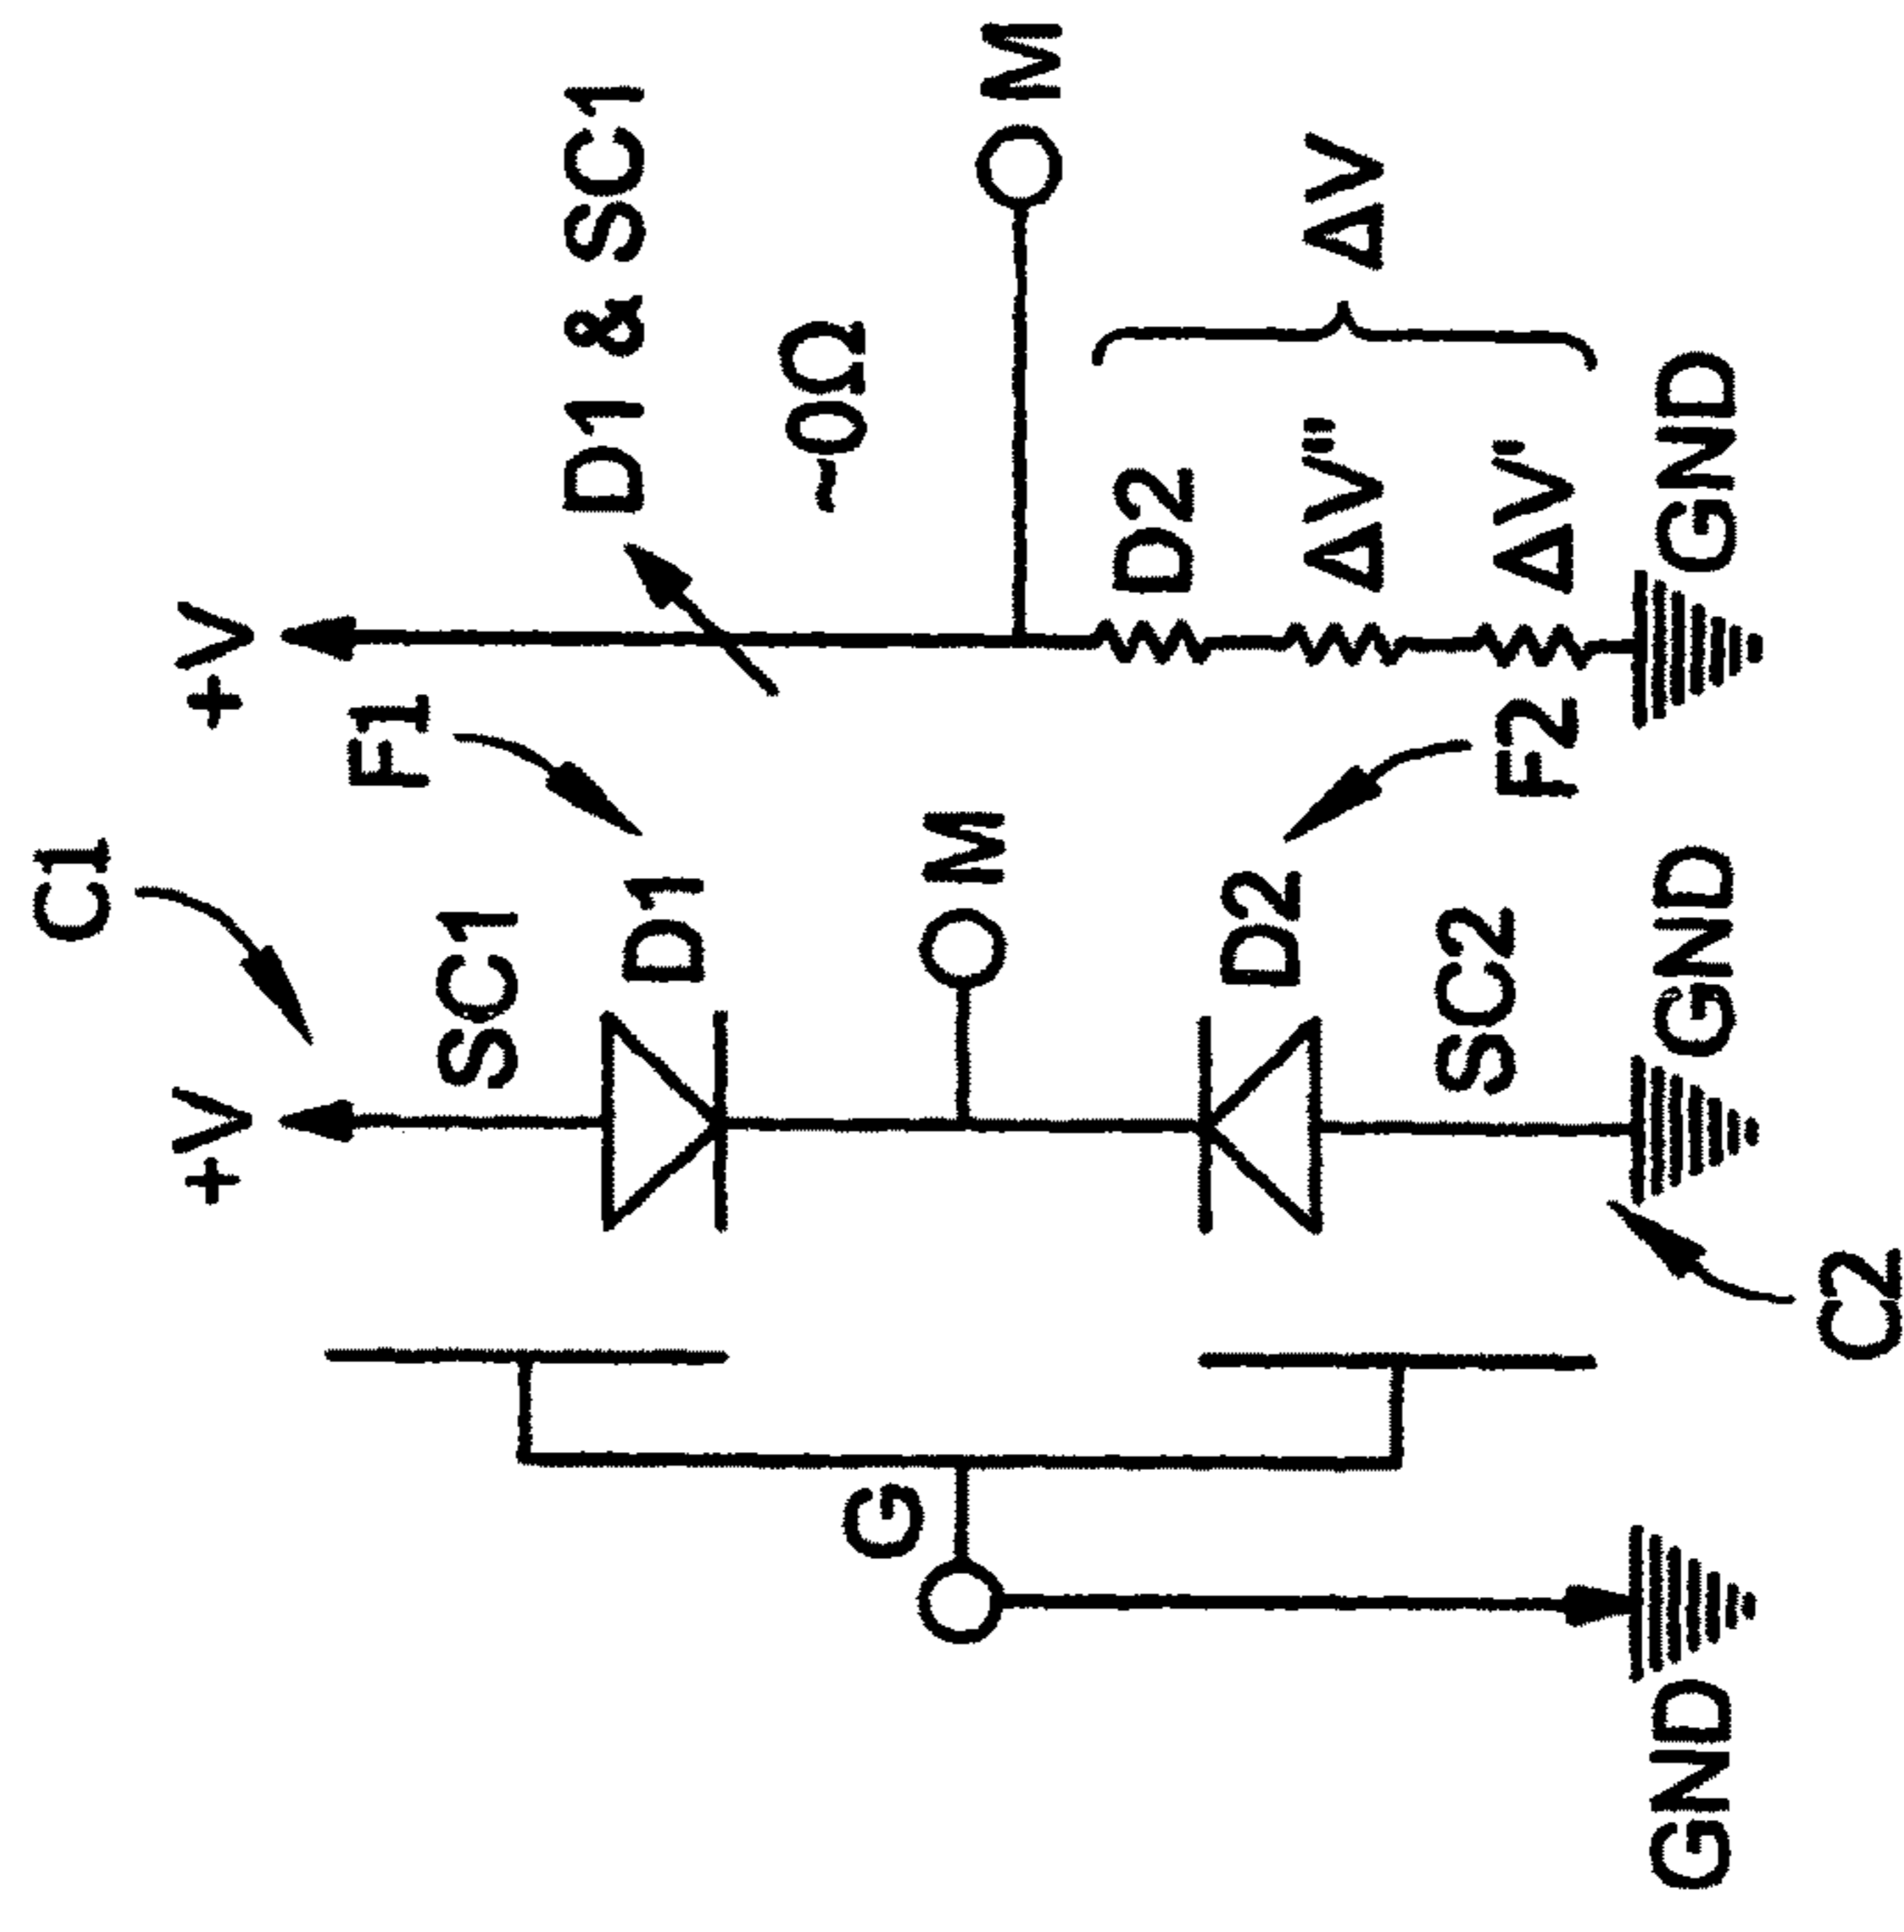 C1
+V
+V
F1
SC1
D1 & SC1
D1
~0Ω
G
M
M
D2
D2
ΔV"
ΔV
SC2
F2
ΔV'
GND
GND
GND
C2